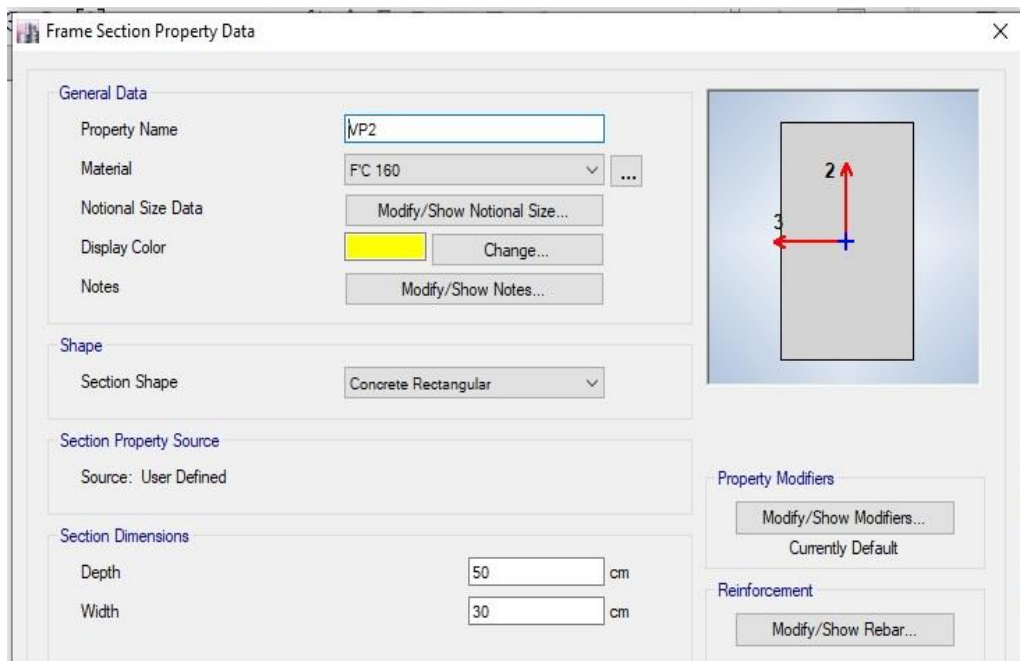 Frame Section Property Data
General Data
Property Name VP2
Material F'C 160 ...
Notional Size Data Modify/Show Notional Size...
Display Color Change...
Notes Modify/Show Notes...
Shape
Section Shape Concrete Rectangular
Section Property Source
Source: User Defined
Section Dimensions
Depth 50 cm
Width 30 cm
2
3
Property Modifiers
Modify/Show Modifiers...
Currently Default
Reinforcement
Modify/Show Rebar...